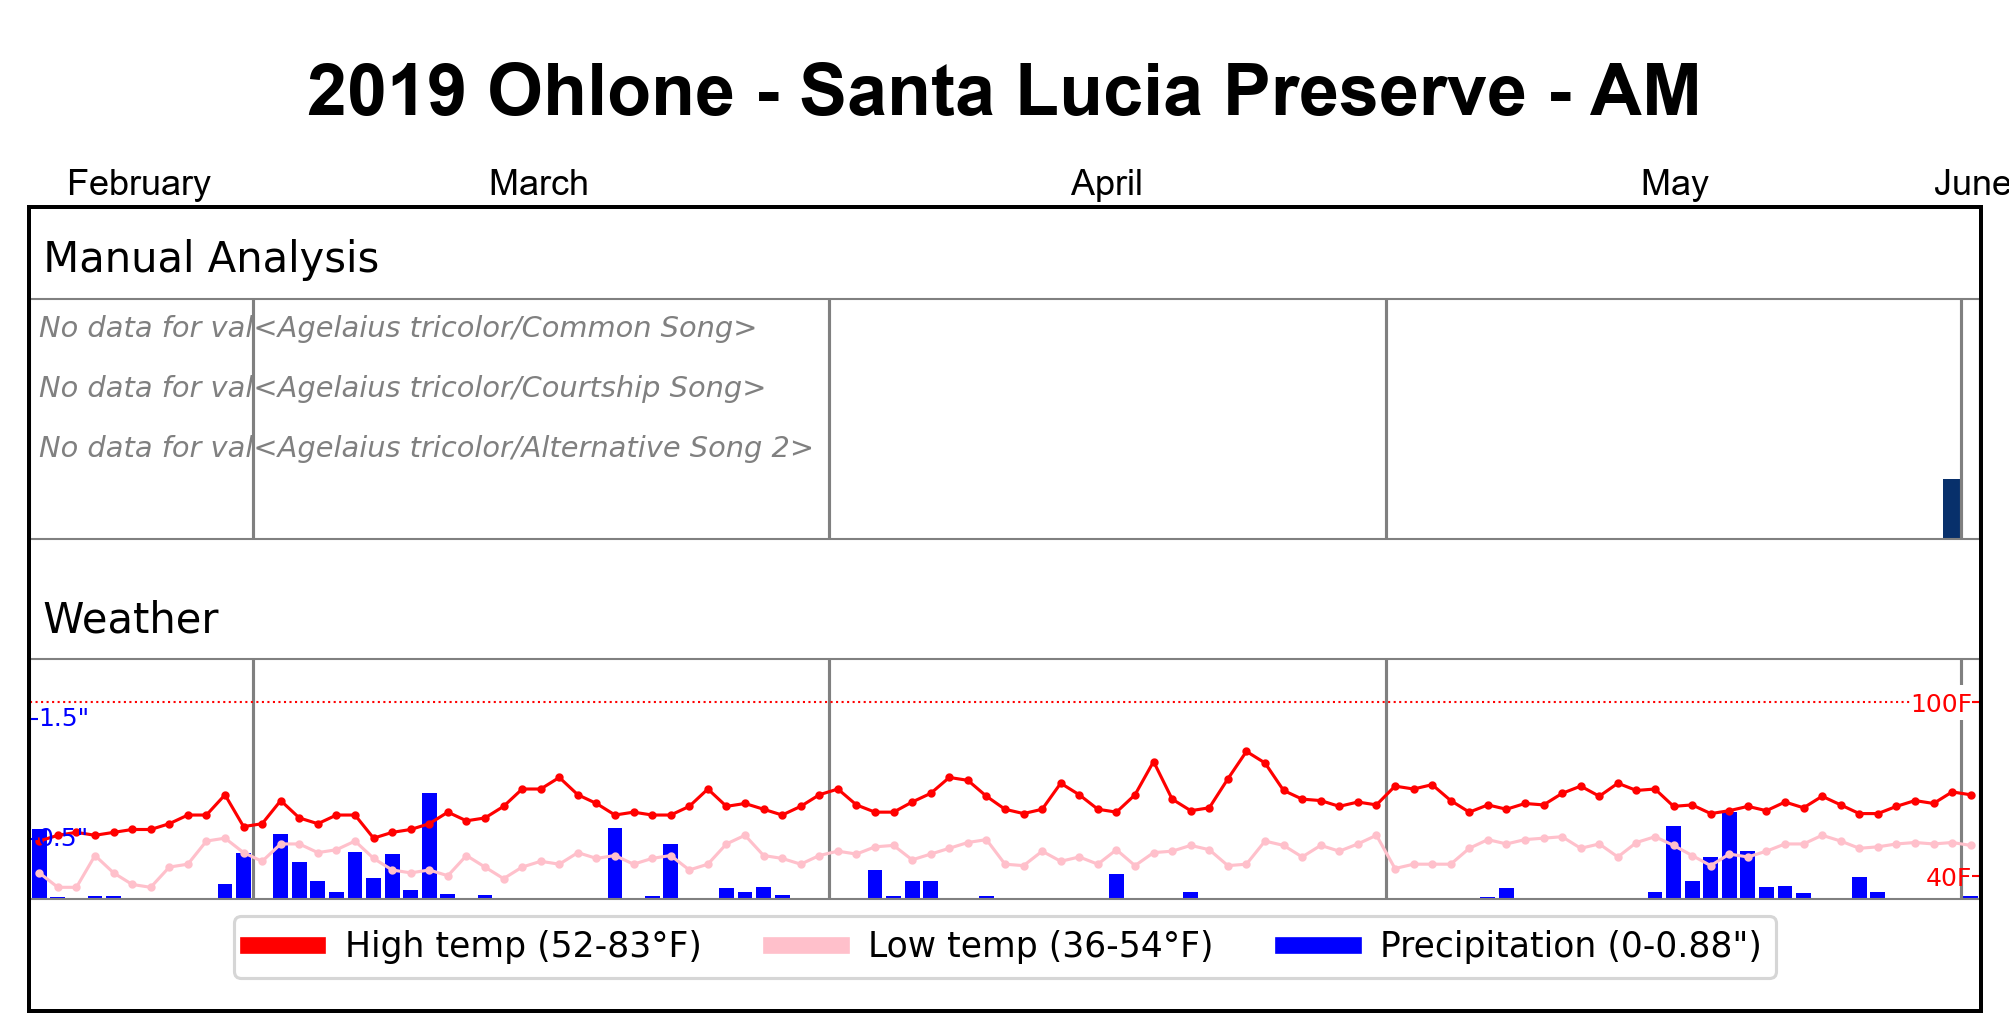 2019 Ohlone - Santa Lucia Preserve - AM
February March April May June
Manual Analysis
No data for val<Agelaius tricolor/Common Song>
No data for val<Agelaius tricolor/Courtship Song>
No data for val<Agelaius tricolor/Alternative Song 2>
Weather
1.5" 100F
0.5"
40F
High temp (52-83°F) Low temp (36-54°F) Precipitation (0-0.88")